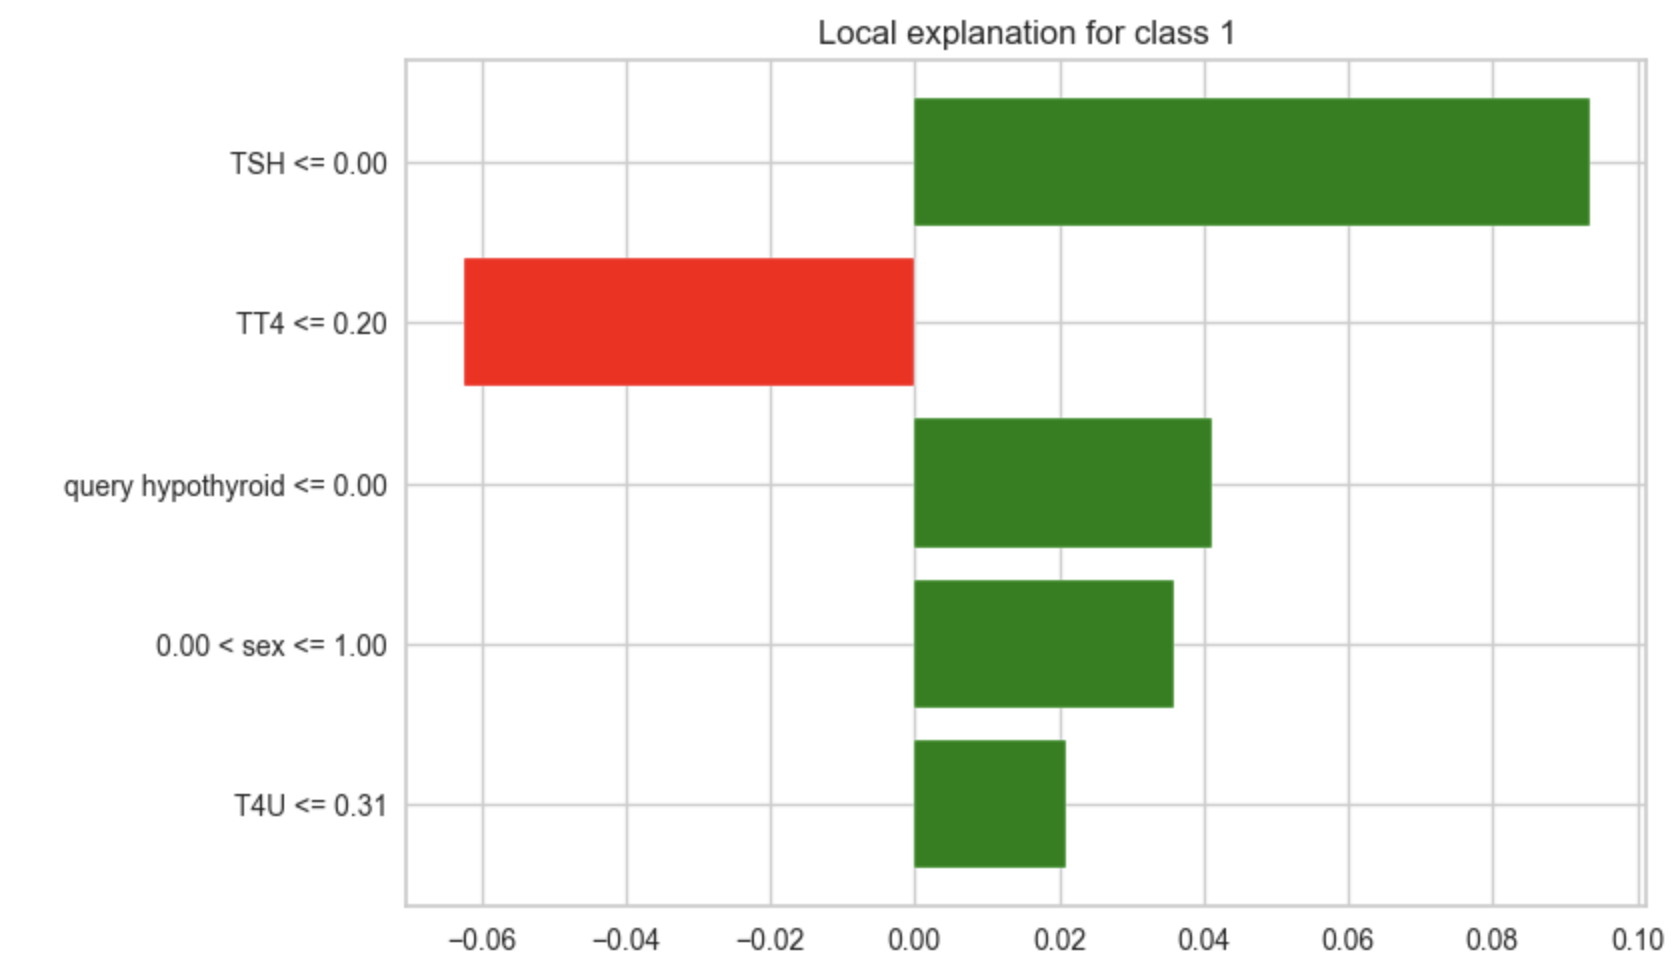 Local explanation for class 1
TSH <= 0.00
TT4 <= 0.20
query hypothyroid <= 0.00
0.00 < sex <= 1.00
T4U <= 0.31
−0.06 −0.04 −0.02 0.00 0.02 0.04 0.06 0.08 0.10